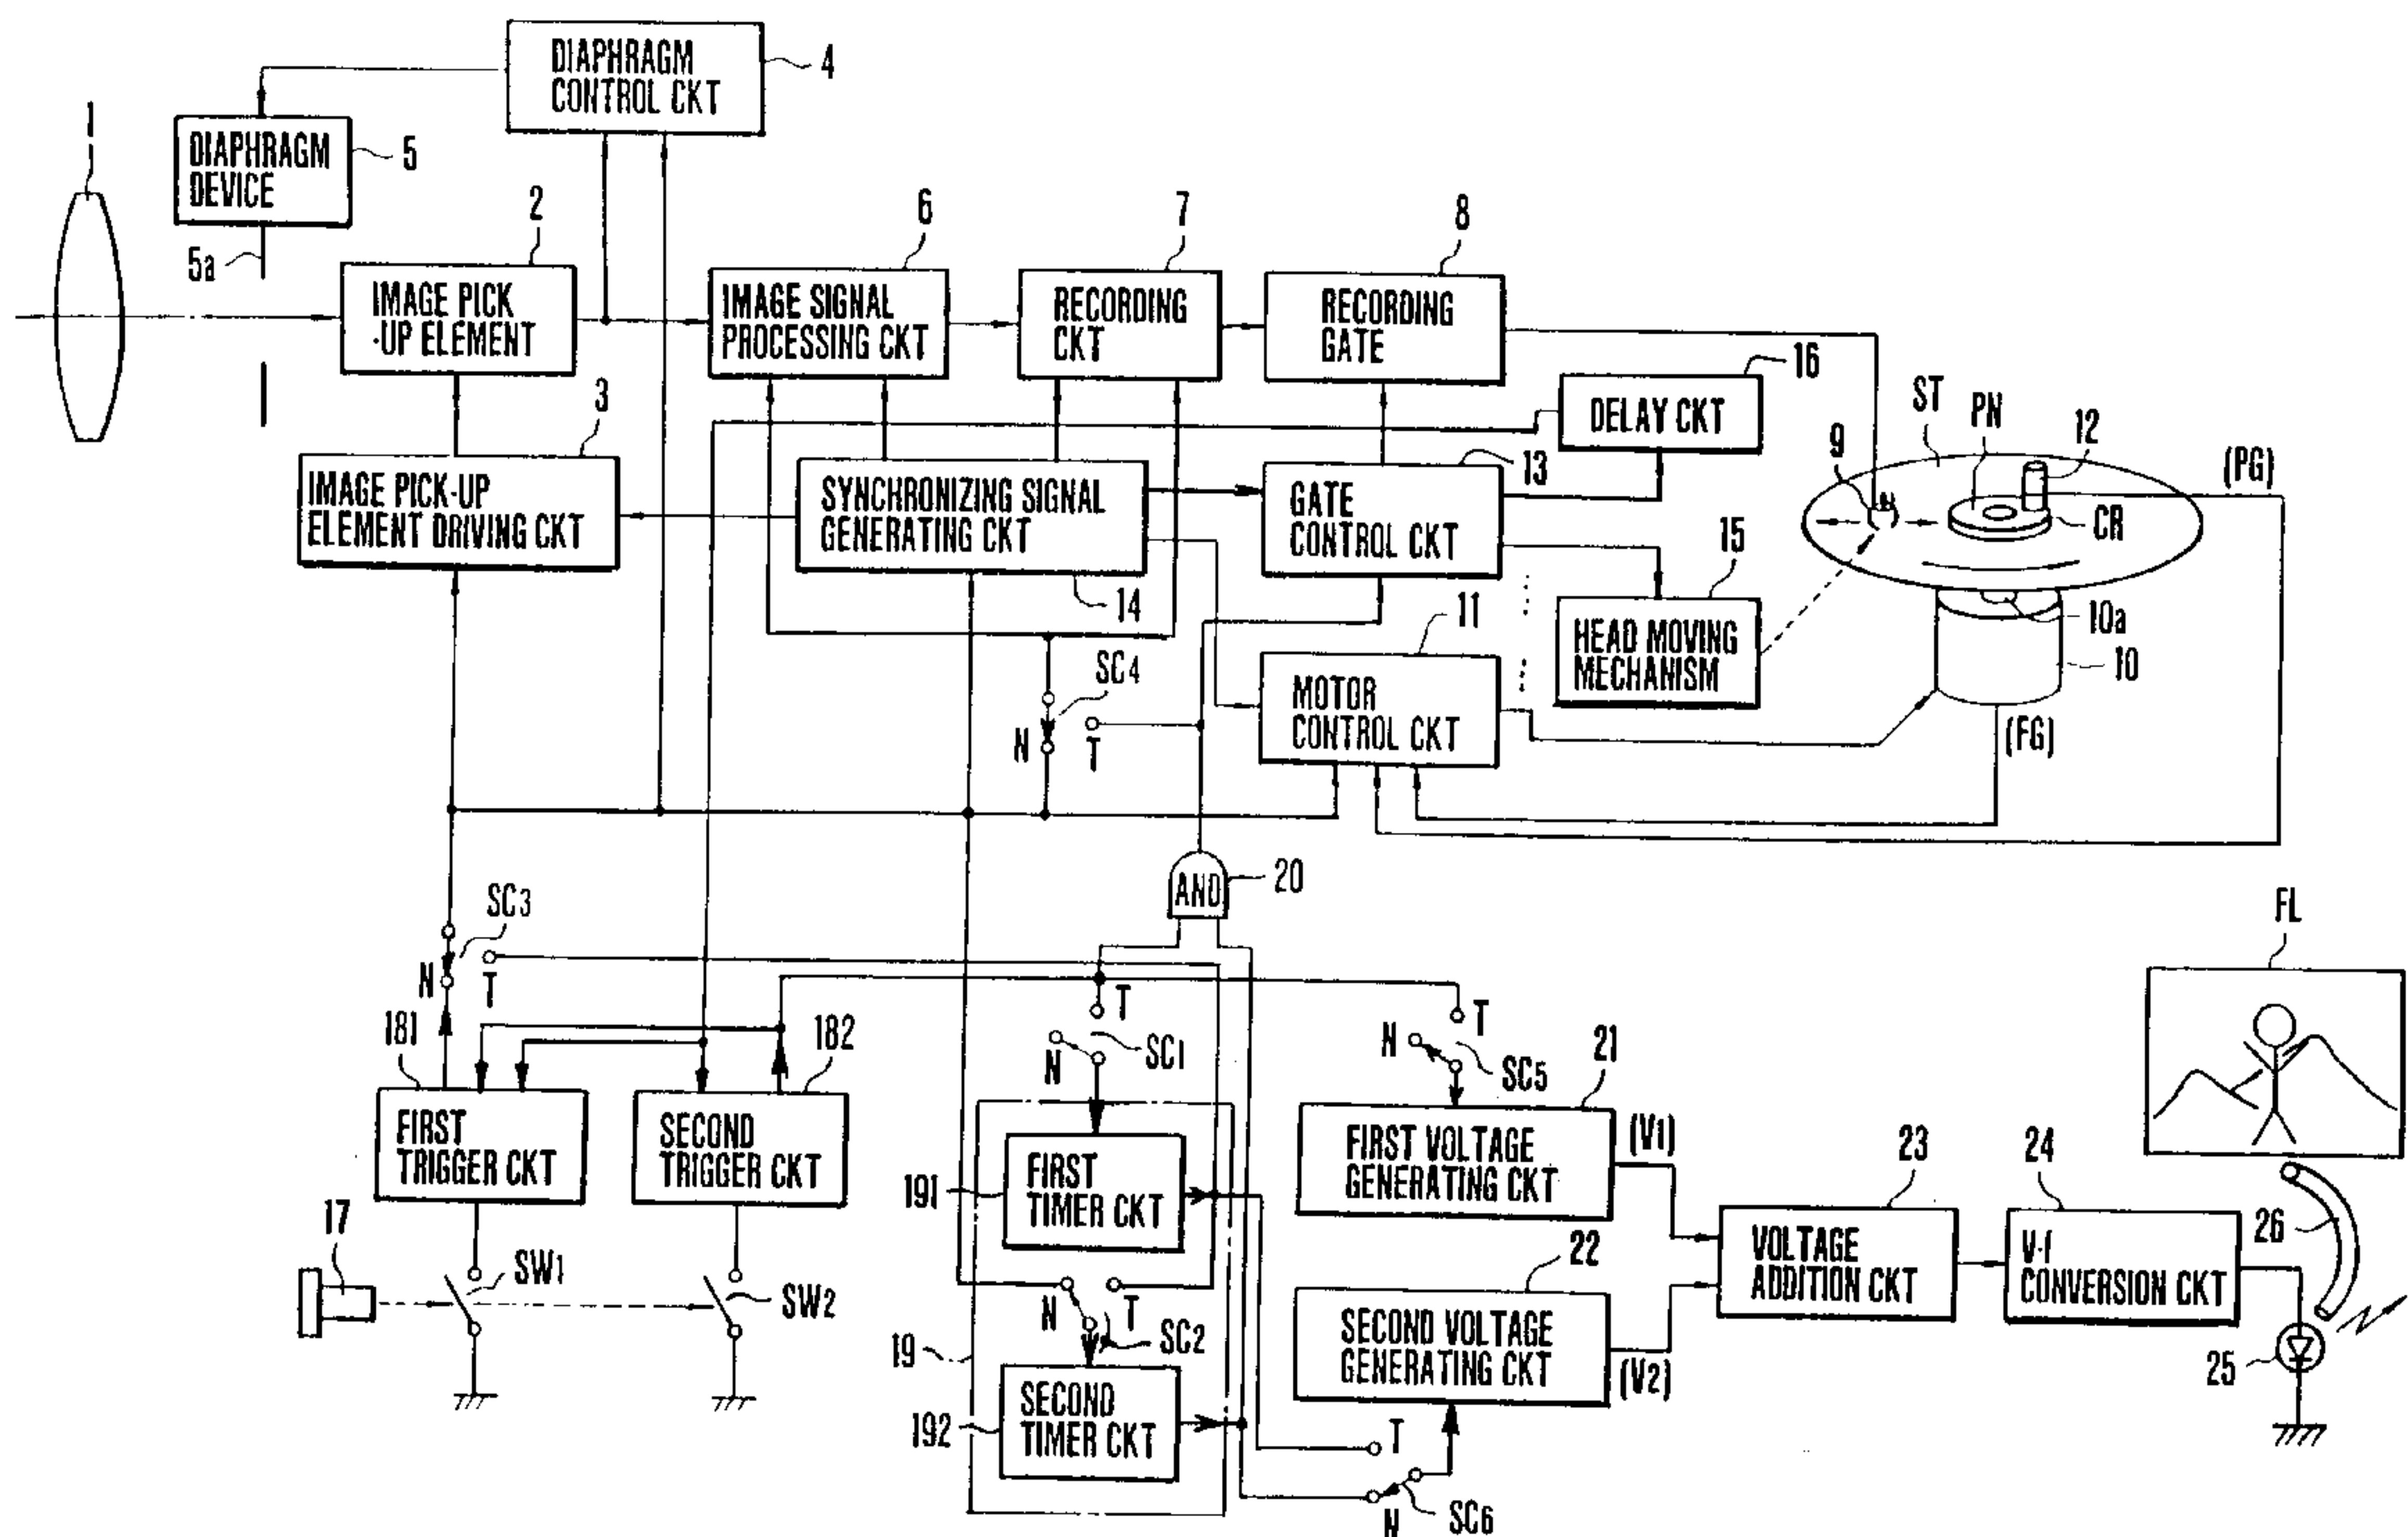 DIAPHRAGM
CONTROL CKT
4
1
DIAPHRAGM
DEVICE
5
5a
2
IMAGE PICK
-UP ELEMENT
6
IMAGE SIGNAL
PROCESSING CKT
7
RECORDING
CKT
8
RECORDING
GATE
16
DELAY CKT
3
IMAGE PICK-UP
ELEMENT DRIVING CKT
SYNCHRONIZING SIGNAL
GENERATING CKT
14
13
GATE
CONTROL CKT
9
ST
PN
12
(PG)
CR
15
HEAD MOVING
MECHANISM
10a
10
11
MOTOR
CONTROL CKT
(FG)
SC4
N
T
AND
20
SC3
N
T
181
FIRST
TRIGGER CKT
182
SECOND
TRIGGER CKT
T
N
SC1
T
N
SC5
21
FIRST VOLTAGE
GENERATING CKT
(V1)
FL
17
SW1
SW2
191
FIRST
TIMER CKT
N
T
SC2
19
192
SECOND
TIMER CKT
22
SECOND VOLTAGE
GENERATING CKT
(V2)
T
N
SC6
23
VOLTAGE
ADDITION CKT
24
V-f
CONVERSION CKT
26
25